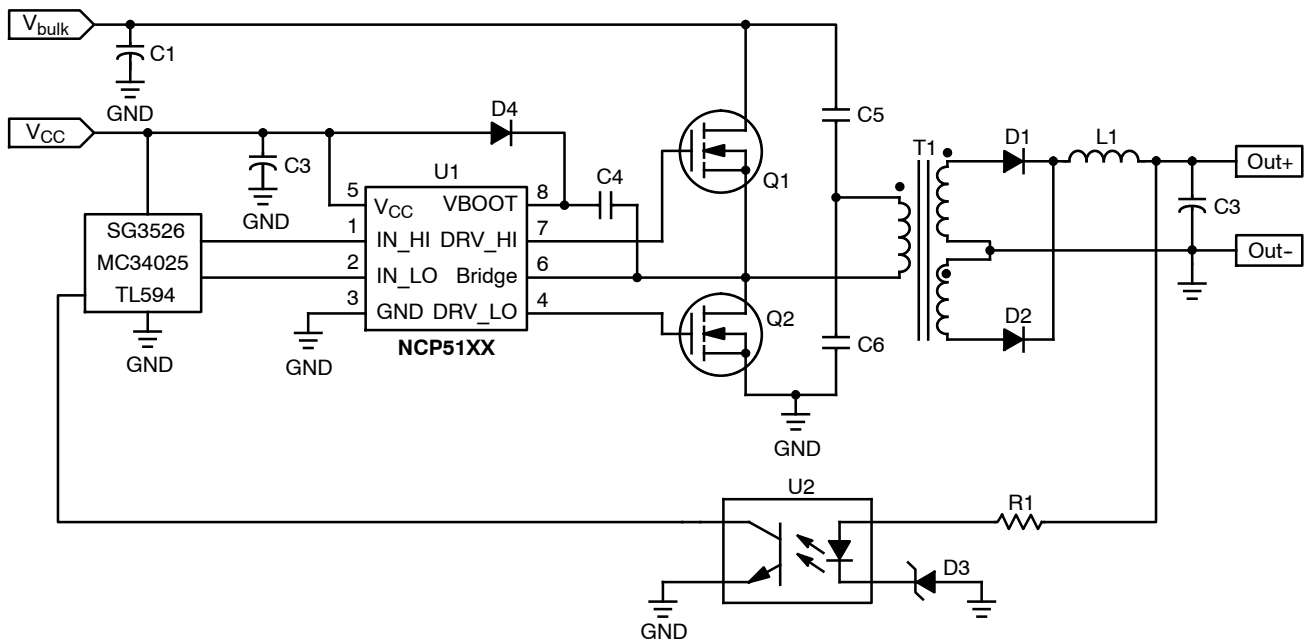 Vbulk
C1
GND
VCC
D4
C3
GND
C4
U1
5
VCC
VBOOT
8
1
IN_HI
DRV_HI
7
2
IN_LO
Bridge
6
3
GND
DRV_LO
4
NCP51XX
GND
SG3526
MC34025
TL594
GND
Q1
Q2
C5
C6
GND
T1
D1
L1
D2
C3
Out+
Out-
U2
R1
D3
GND